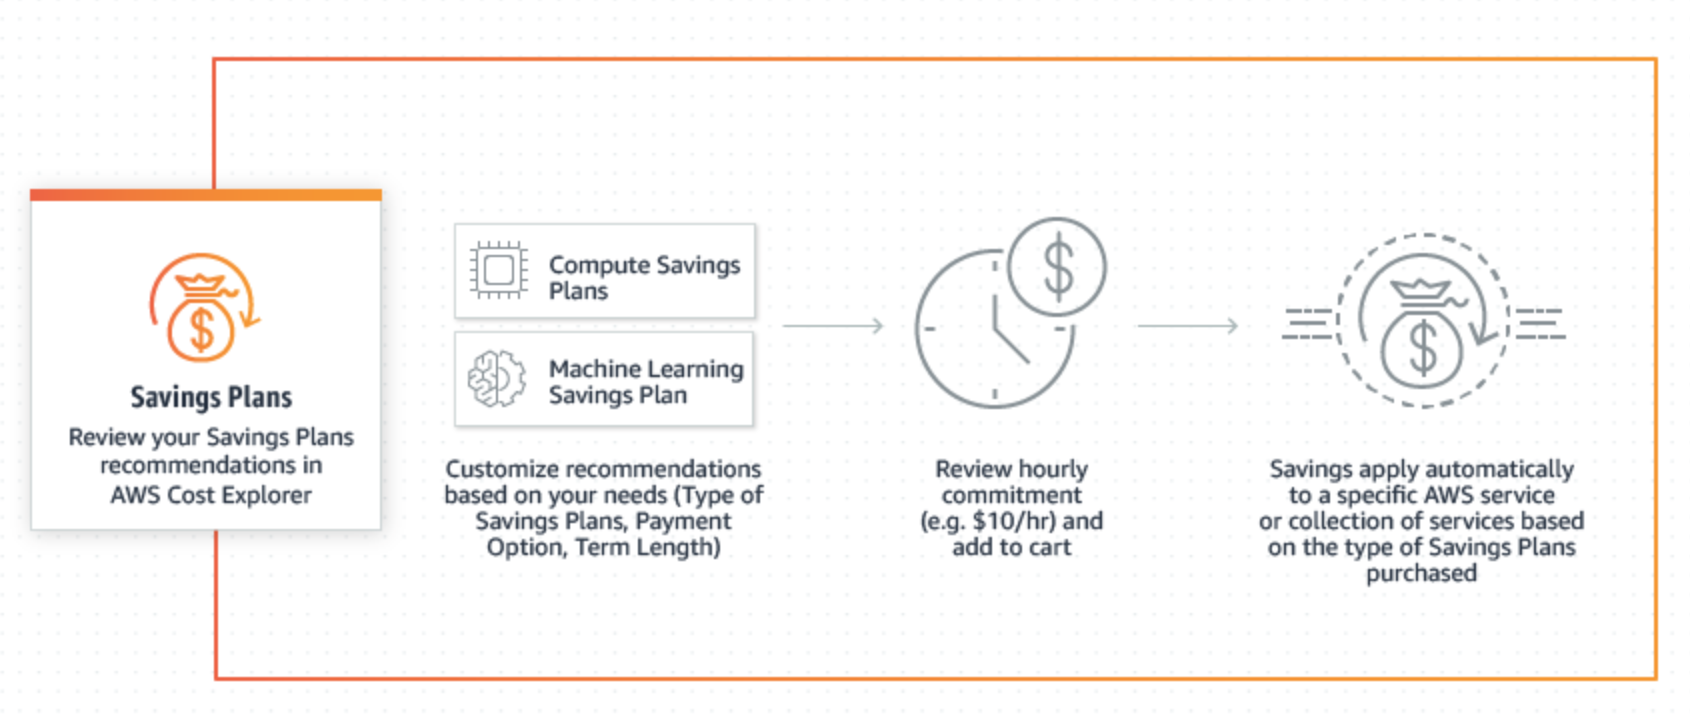 Savings Plans
Review your Savings Plans
recommendations in
AWS Cost Explorer
Compute Savings
Plans
Machine Learning
Savings Plan
Customize recommendations
based on your needs (Type of
Savings Plans, Payment
Option, Term Length)
Review hourly
commitment
(e.g. $10/hr) and
add to cart
Savings apply automatically
to a specific AWS service
or collection of services based
on the type of Savings Plans
purchased